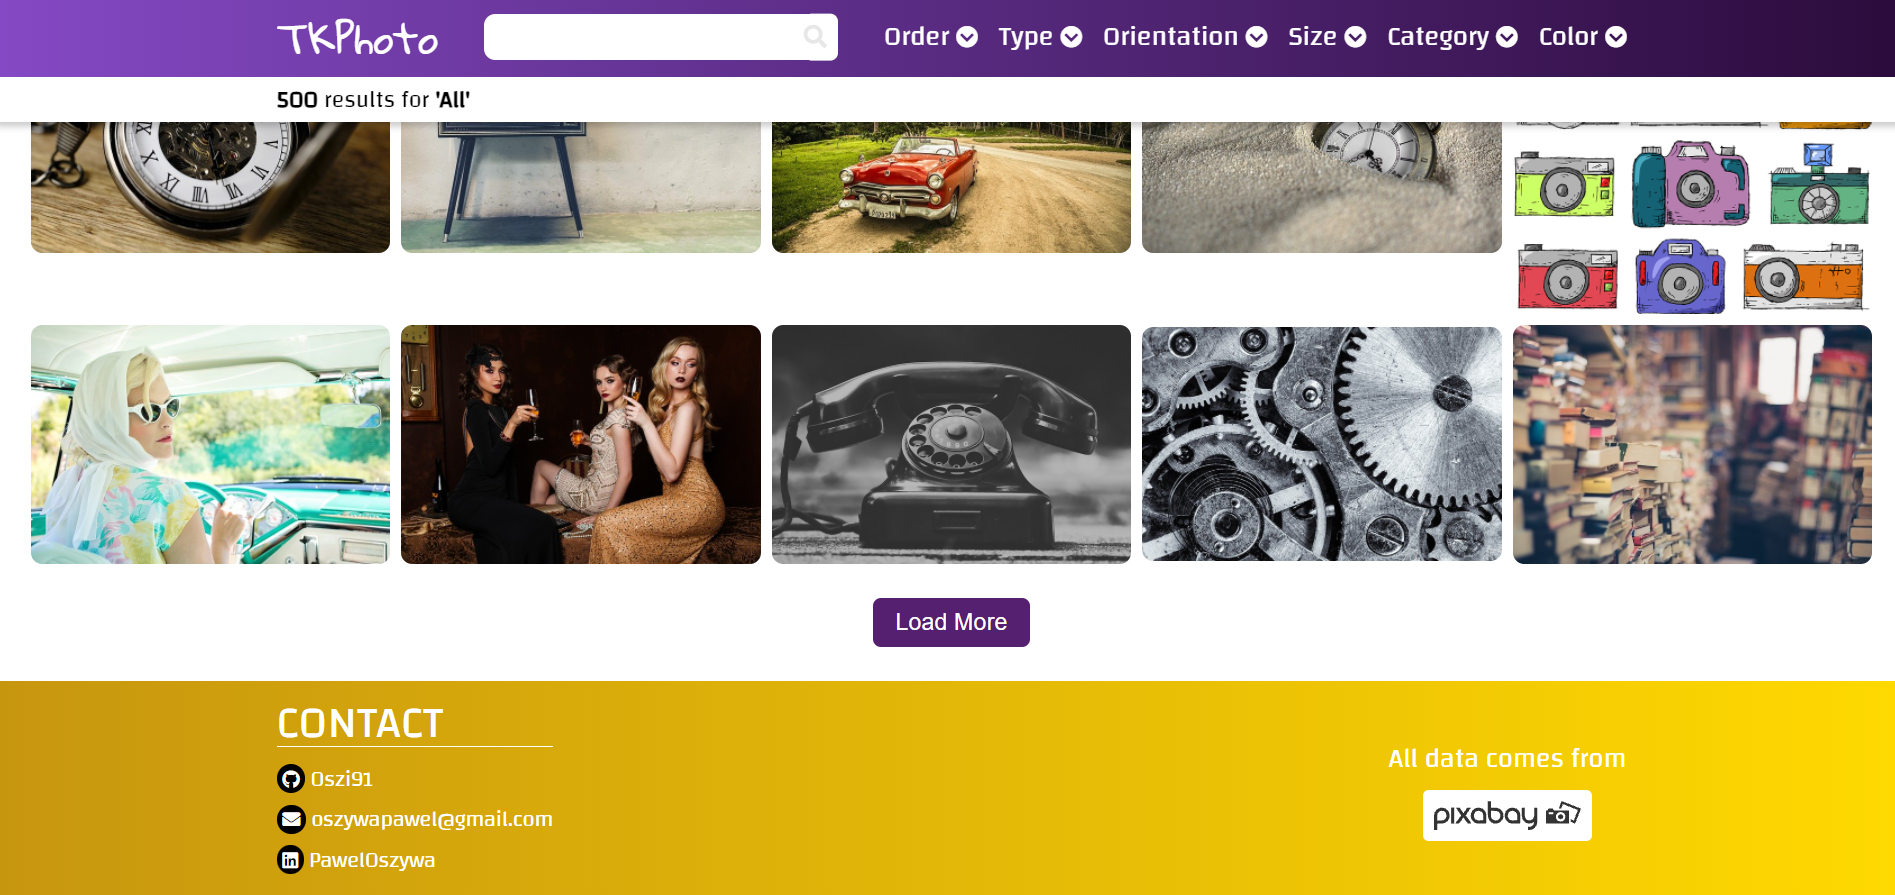 TKPhoto
Order Type Orientation Size Category Color
500 results for 'All'
Load More
CONTACT
Oszi91
oszywapawel@gmail.com
PawelOszywa
All data comes from
pixabay